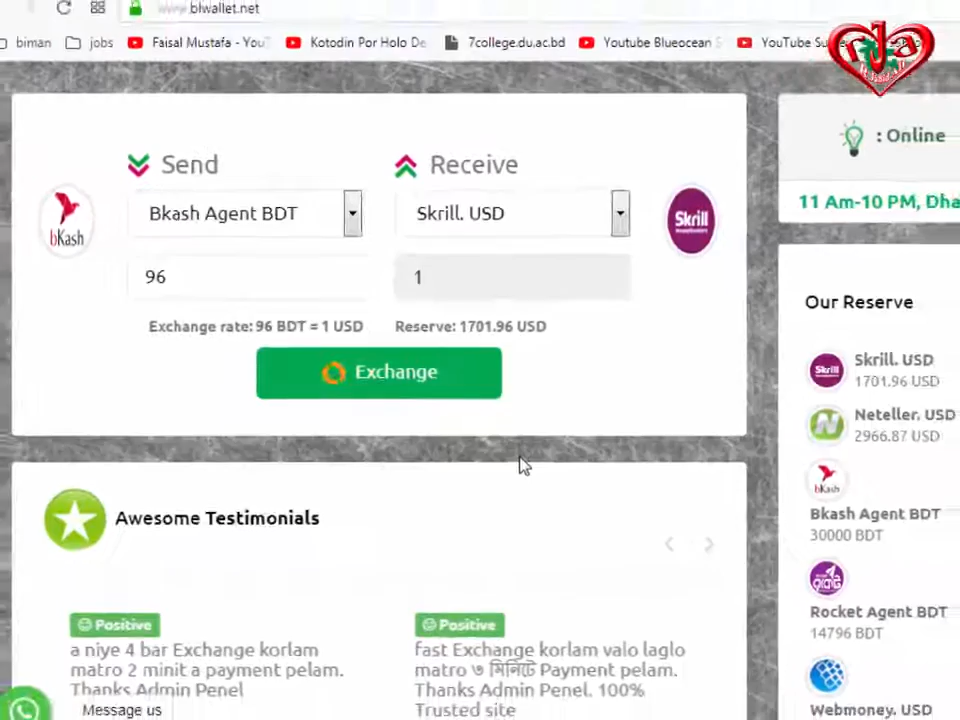 www.blwallet.net
biman
jobs
Faisal Mustafa - You
Kotodin Por Holo De
7college.du.ac.bd
Youtube Blueocean S
nja
Send
Receive
: Online
bKash
Bkash Agent BDT
Skrill. USD
Skrill
11 Am-10 PM, Dha
96
1
Exchange rate: 96 BDT = 1 USD
Reserve: 1701.96 USD
Exchange
Our Reserve
Skrill
Skrill. USD
1701.96 USD
Neteller. USD
2966.87 USD
bKash
Bkash Agent BDT
30000 BDT
Rocket Agent BDT
14796 BDT
Webmoney. USD
Awesome Testimonials
Positive
a niye 4 bar Exchange korlam
matro 2 minit a payment pelam.
Thanks Admin Penel
Positive
fast Exchange korlam valo laglo
matro ৩ মিনিটে Payment pelam.
Thanks Admin Penel. 100%
Trusted site
Message us